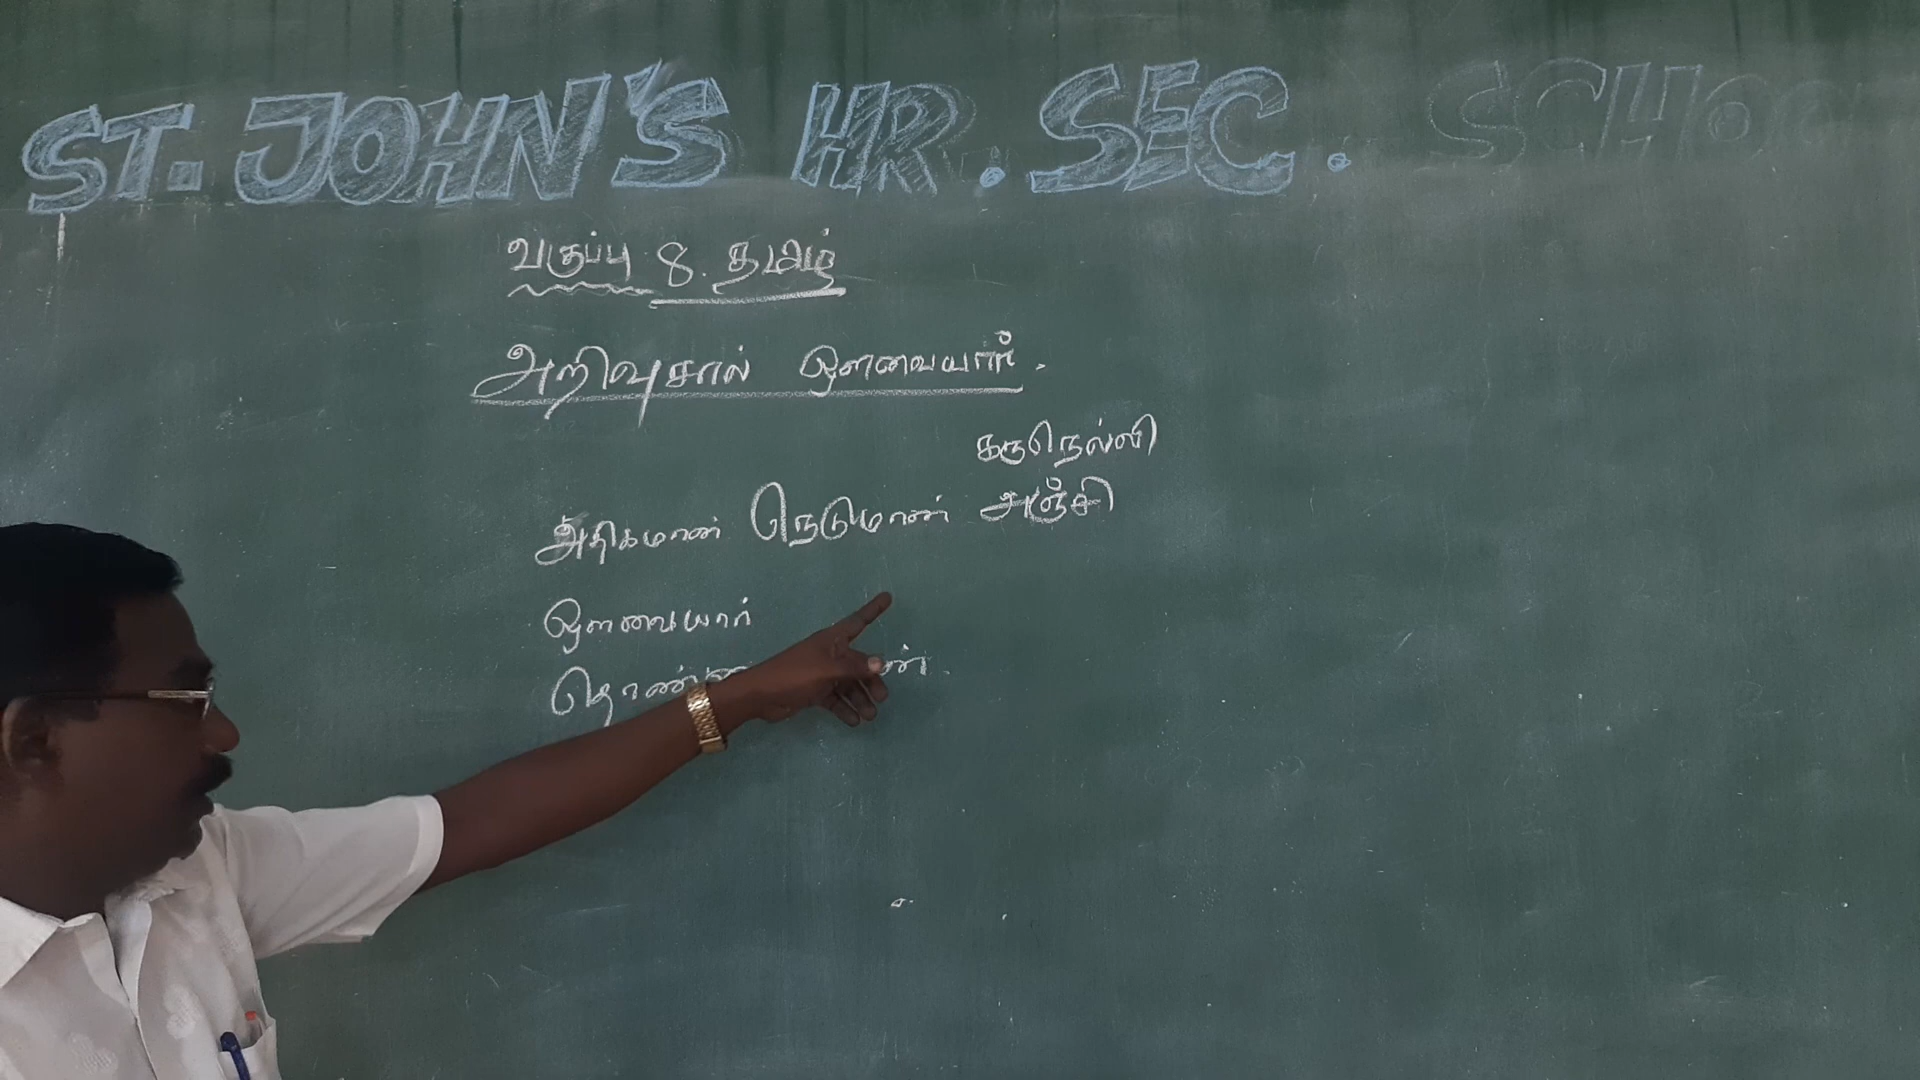 ST. JOHN'S HR. SEC. SCHOO
வகுப்பு 8. தமிழ்
அறிவுசால் ஔவையார்.
கருநெல்லி
அதிகமான் நெடுமான் அஞ்சி
ஔவையார்